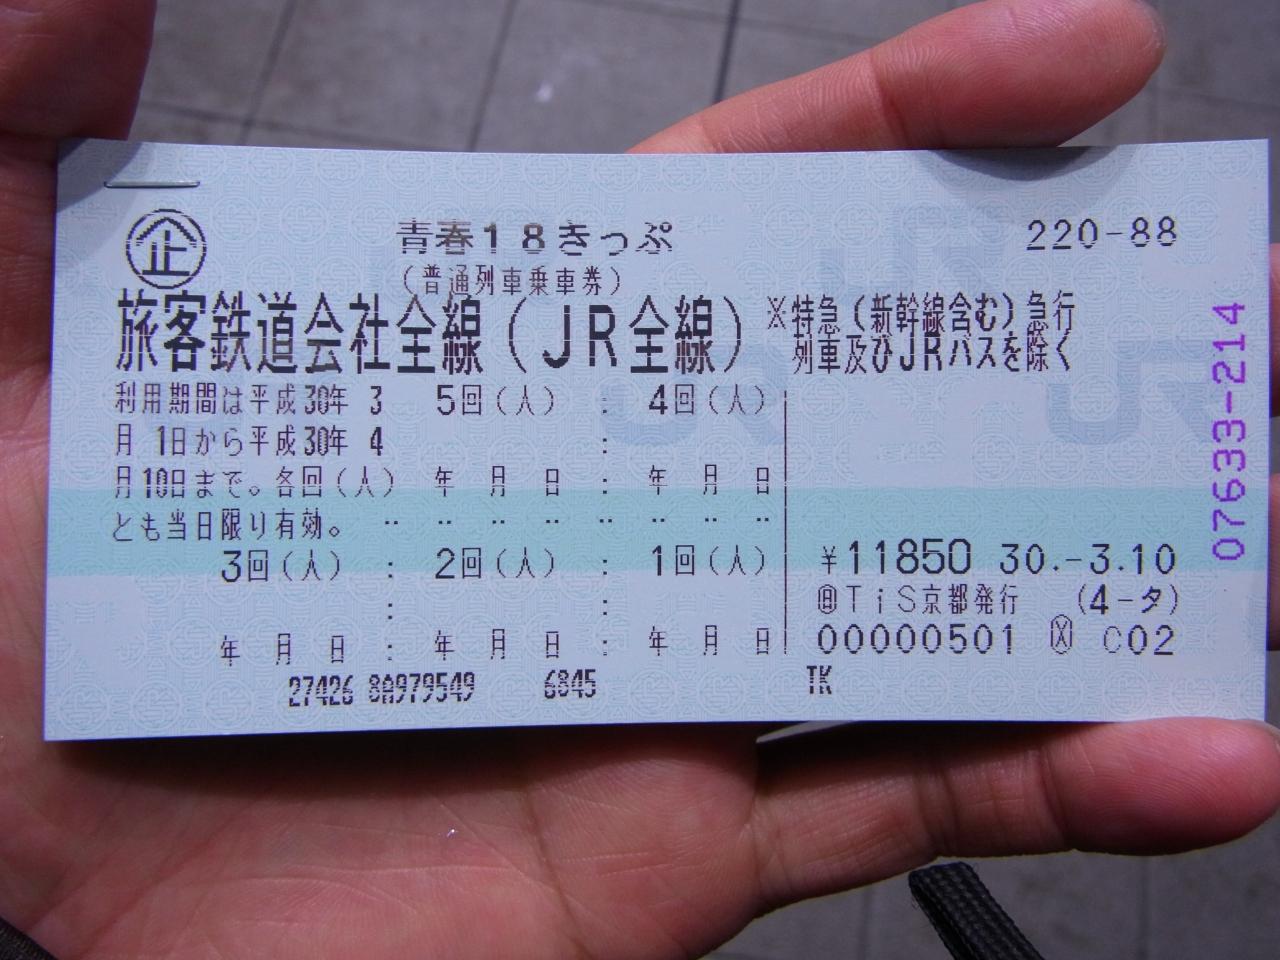 企 青春18きっぷ 220-88
(普通列車乗車券)
旅客鉄道会社全線(JR全線) ※特急(新幹線含む)急行
列車及びJRバスを除く
利用期間は平成30年 3 5回(人) : 4回(人)
月 1日から平成30年 4 :
月10日まで。各回(人) 年 月 日 : 年 月 日
とも当日限り有効。 ‥ ‥ ‥ ‥ ‥ ‥ ‥ ‥
3回(人) : 2回(人) : 1回(人) ¥11850 30.-3.10
: : TiS京都発行 (4-タ)
年 月 日 : 年 月 日 : 年 月 日 00000501 C02
27426 8A979549 6845 TK
07633-214
JR
JR
JR